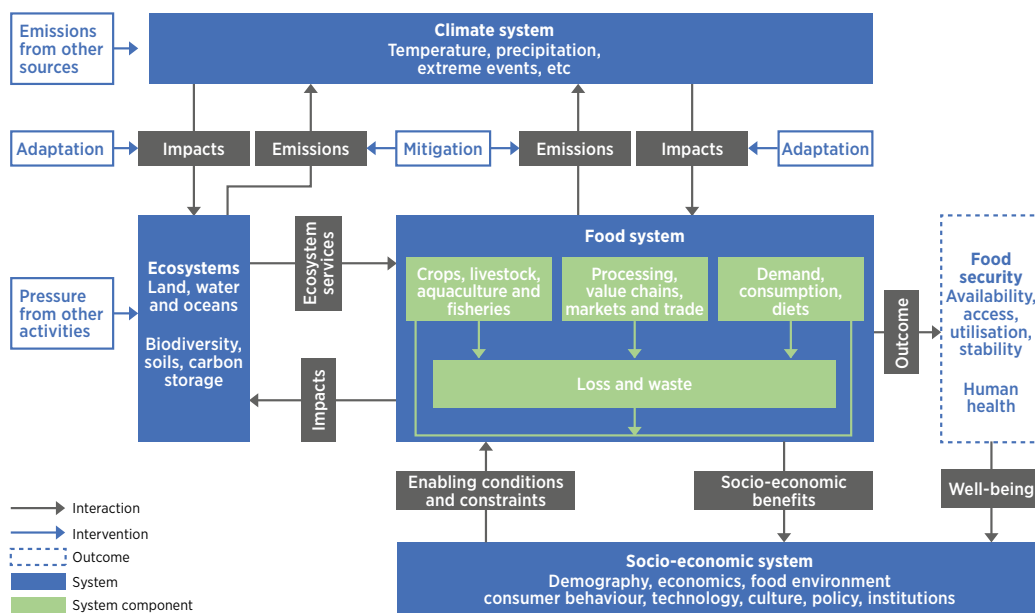 Emissions
from other
sources
Climate system
Temperature, precipitation,
extreme events, etc
Adaptation
Impacts
Emissions
Mitigation
Emissions
Impacts
Adaptation
Pressure
from other
activities
Ecosystems
Land, water
and oceans
Biodiversity,
soils, carbon
storage
Ecosystem
services
Impacts
Food system
Crops, livestock,
aquaculture and
fisheries
Processing,
value chains,
markets and trade
Demand,
consumption,
diets
Loss and waste
Outcome
Food
security
Availability,
access,
utilisation,
stability
Human
health
Enabling conditions
and constraints
Socio-economic
benefits
Well-being
Socio-economic system
Demography, economics, food environment
consumer behaviour, technology, culture, policy, institutions
Interaction
Intervention
Outcome
System
System component